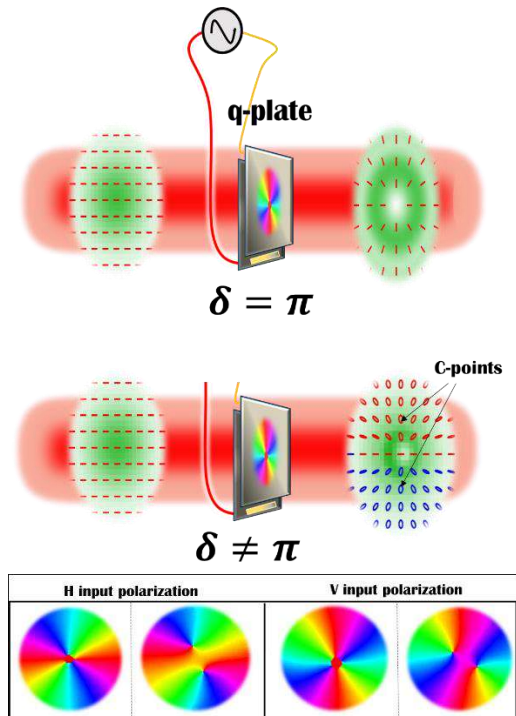 q-plate
δ = π
C-points
δ ≠ π
H input polarization
V input polarization